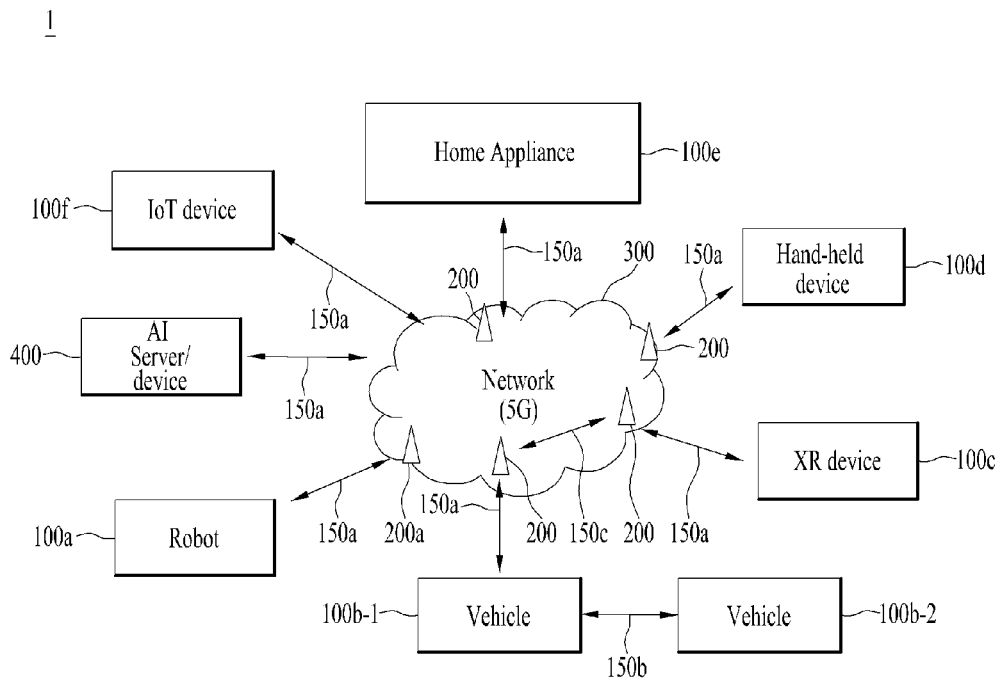 1
Home Appliance
100e
IoT device
100f
150a
Hand-held
device
100d
150a
300
200
150a
AI
Server/
device
400
150a
200
Network
(5G)
XR device
100c
150a
Robot
100a
150a
200a
150a
200
150c
200
Vehicle
100b-1
Vehicle
100b-2
150b